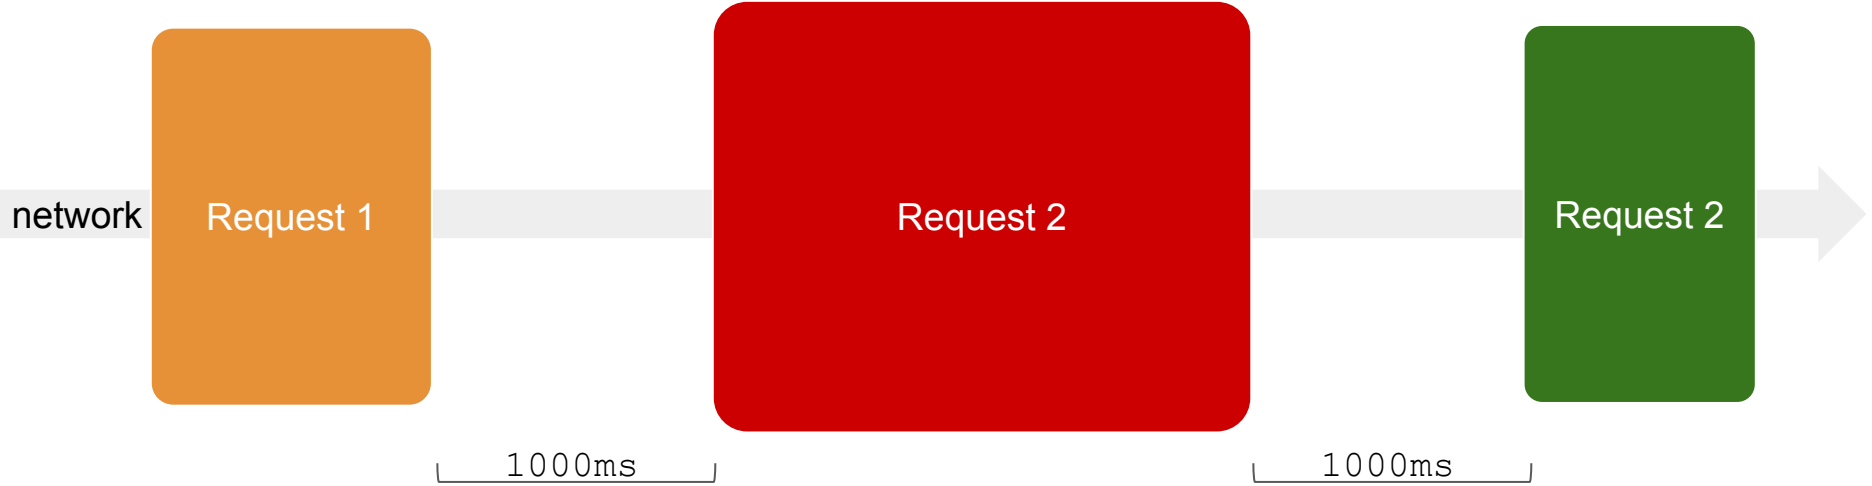 network
Request 1
Request 2
Request 2
1000ms
1000ms